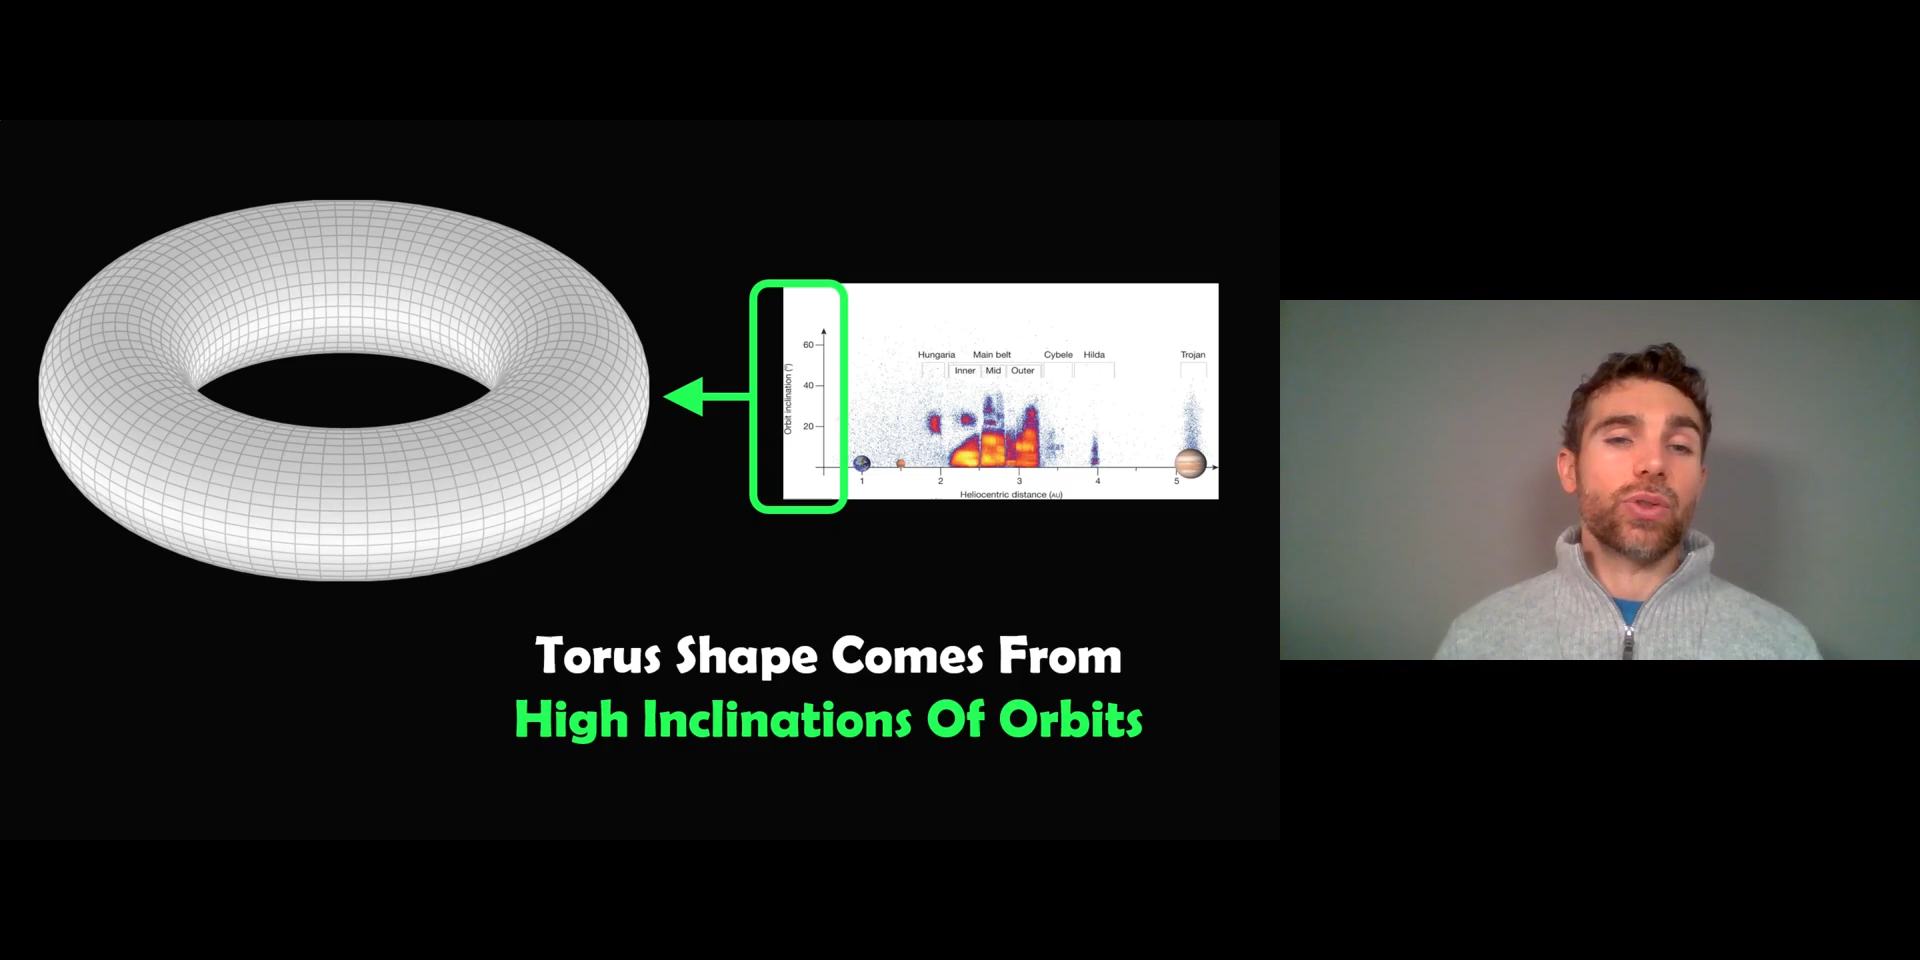 60
Hungaria Main belt Cybele Hilda Trojan
Inner Mid Outer
40
Orbit inclination (°)
20
1 2 3 4 5
Heliocentric distance (AU)
Torus Shape Comes From
High Inclinations Of Orbits